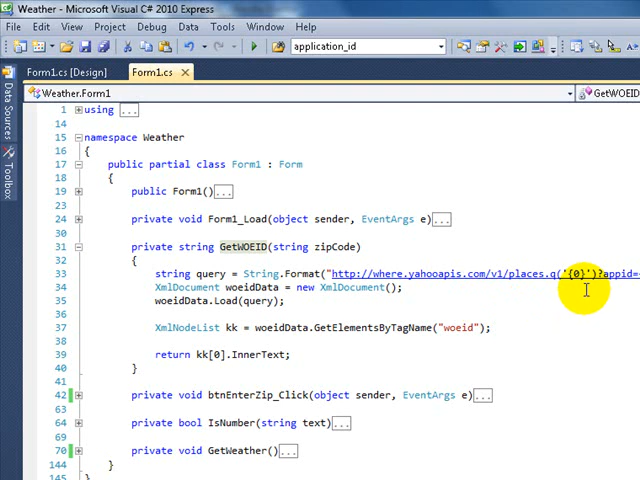 Weather - Microsoft Visual C# 2010 Express
File Edit View Project Debug Data Tools Window Help
application_id
Form1.cs [Design] Form1.cs
Weather.Form1 GetWOEID
Data Sources
Toolbox
1 using ...
14
15 namespace Weather
16 {
17 public partial class Form1 : Form
18 {
19 public Form1()...
23
24 private void Form1_Load(object sender, EventArgs e)...
30
31 private string GetWOEID(string zipCode)
32 {
33 string query = String.Format("http://where.yahooapis.com/v1/places.q('{0}')?appid=
34 XmlDocument woeidData = new XmlDocument();
35 woeidData.Load(query);
36
37 XmlNodeList kk = woeidData.GetElementsByTagName("woeid");
38
39 return kk[0].InnerText;
40 }
41
42 private void btnEnterZip_Click(object sender, EventArgs e)...
63
64 private bool IsNumber(string text)...
69
70 private void GetWeather()...
144 }
145 }